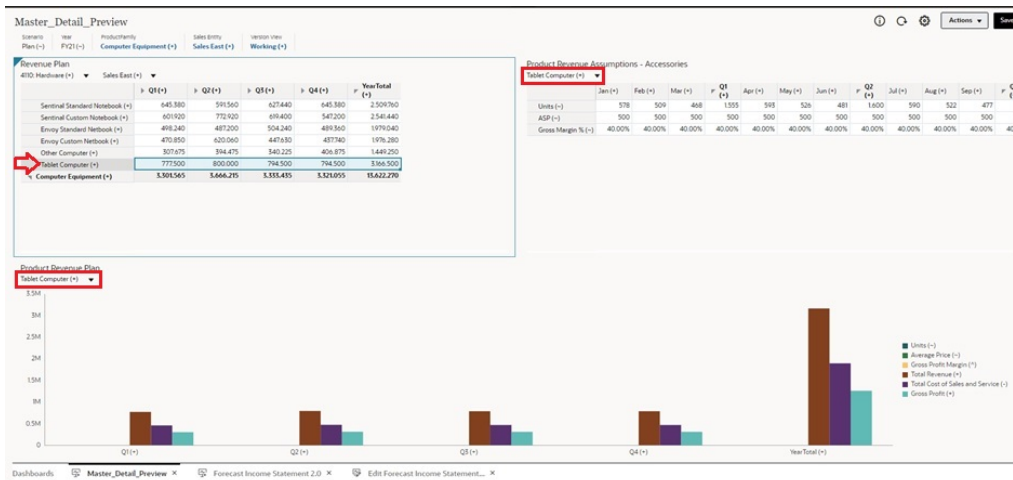 Master_Detail_Preview
Actions
Save
Scenario Year ProductFamily Sales Entity Version View
Plan (~) FY21 (~) Computer Equipment (+) Sales East (+) Working (+)
Revenue Plan
4110: Hardware (+) Sales East (+)
Q1 (+) Q2 (+) Q3 (+) Q4 (+) YearTotal (+)
Sentinal Standard Notebook (+) 645.380 591.560 627.440 645.380 2.509.760
Sentinal Custom Notebook (+) 601.920 772.920 619.400 547.200 2.541.440
Envoy Standard Netbook (+) 498.240 487.200 504.240 489.360 1.979.040
Envoy Custom Netbook (+) 470.850 620.060 447.630 437.740 1.976.280
Other Computer (+) 307.675 394.475 340.225 406.875 1.449.250
Tablet Computer (+) 777.500 800.000 794.500 794.500 3.166.500
Computer Equipment (+) 3.301.565 3.666.215 3.333.435 3.321.055 13.622.270
Product Revenue Assumptions - Accessories
Tablet Computer (+)
Jan (+) Feb (+) Mar (+) Q1 (+) Apr (+) May (+) Jun (+) Q2 (+) Jul (+) Aug (+) Sep (+)
Units (~) 578 509 468 1.555 593 526 481 1.600 590 522 477
ASP (~) 500 500 500 500 500 500 500 500 500 500 500
Gross Margin % (~) 40.00% 40.00% 40.00% 40.00% 40.00% 40.00% 40.00% 40.00% 40.00% 40.00% 40.00%
Product Revenue Plan
Tablet Computer (+)
3.5M
3M
2.5M
2M
1.5M
1M
0.5M
0
Q1 (+) Q2 (+) Q3 (+) Q4 (+) YearTotal (+)
Units (~)
Average Price (~)
Gross Profit Margin (^)
Total Revenue (+)
Total Cost of Sales and Service (-)
Gross Profit (+)
Dashboards Master_Detail_Preview × Forecast Income Statement 2.0 × Edit Forecast Income Statement... ×